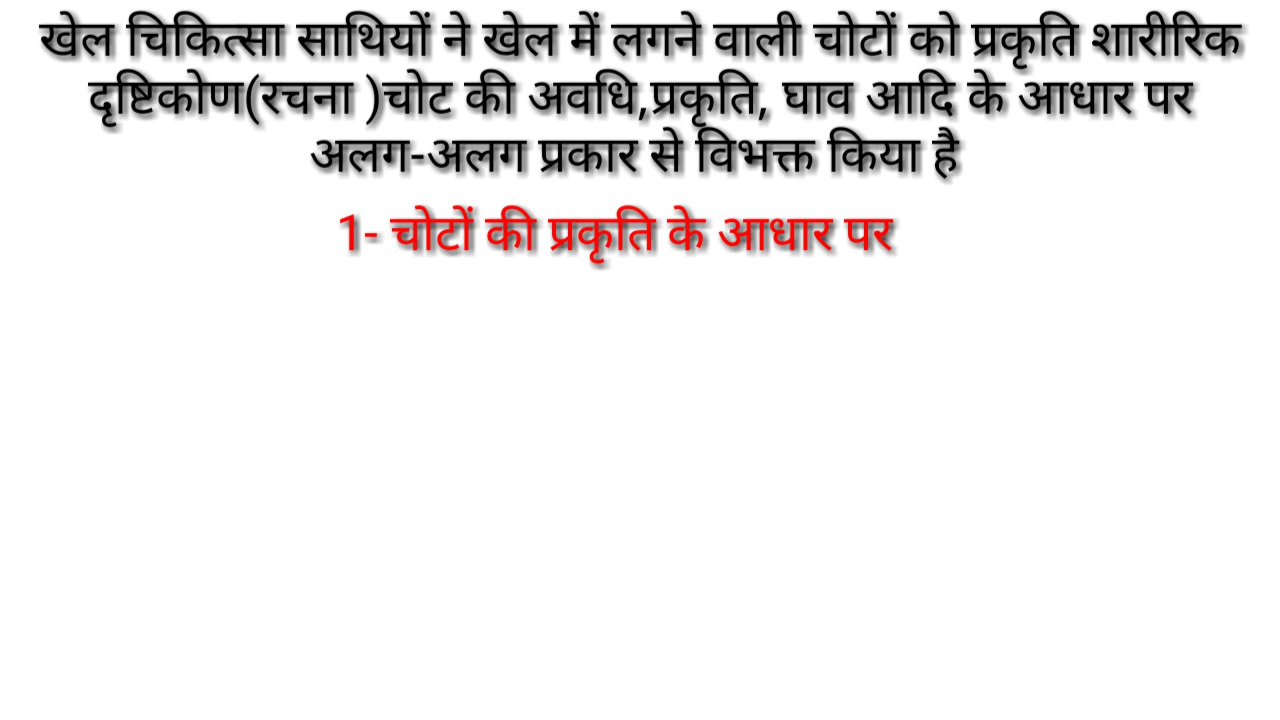 खेल चिकित्सा साथियों ने खेल में लगने वाली चोटों को प्रकृति शारीरिक
दृष्टिकोण(रचना )चोट की अवधि,प्रकृति, घाव आदि के आधार पर
अलग-अलग प्रकार से विभक्त किया है
1- चोटों की प्रकृति के आधार पर